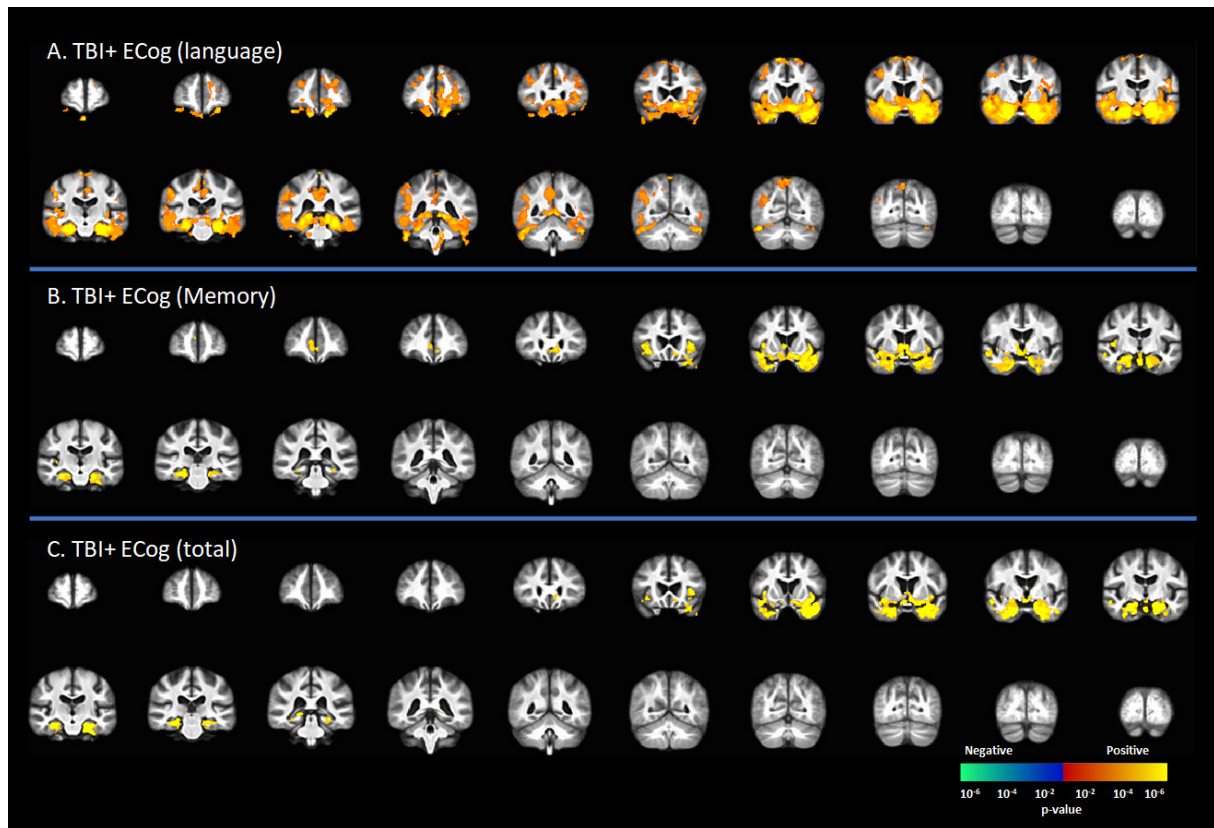 A. TBI+ ECog (language)
B. TBI+ ECog (Memory)
C. TBI+ ECog (total)
Negative Positive
10-6 10-4 10-2 10-2 10-4 10-6
p-value